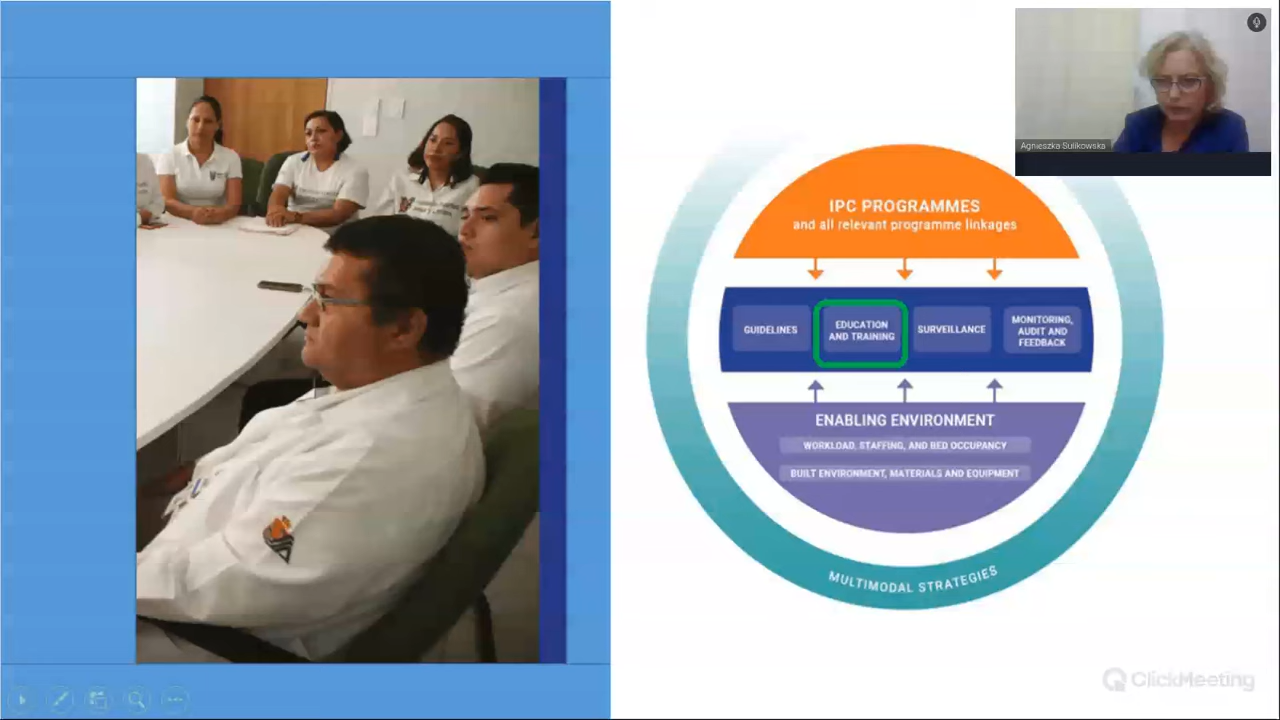 Agnieszka Sulikowska
IPC PROGRAMMES
and all relevant programme linkages
GUIDELINES
EDUCATION
AND TRAINING
SURVEILLANCE
MONITORING,
AUDIT AND
FEEDBACK
ENABLING ENVIRONMENT
WORKLOAD, STAFFING, AND BED OCCUPANCY
BUILT ENVIRONMENT, MATERIALS AND EQUIPMENT
MULTIMODAL STRATEGIES
ClickMeeting